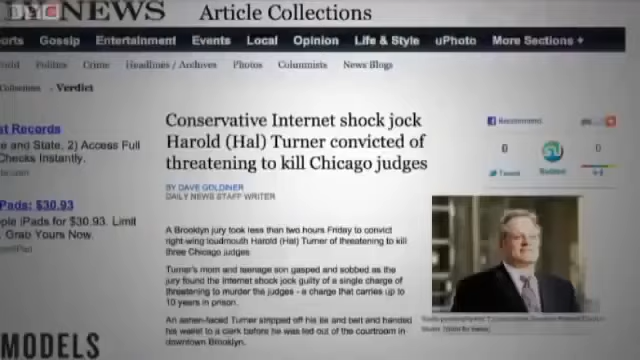 NEWS Article Collections
orts Gossip Entertainment Events Local Opinion Life & Style uPhoto More Sections +
Politics Crime Headlines / Archives Photos Columnists News Blogs
Verdict
st Records
e and State. 2) Access Full
Checks Instantly.
Pads: $30.93
ple iPads for $30.93. Limit
. Grab Yours Now.
MODELS
Conservative Internet shock jock
Harold (Hal) Turner convicted of
threatening to kill Chicago judges
BY DAVE GOLDINER
DAILY NEWS STAFF WRITER
A Brooklyn jury took less than two hours Friday to convict
right-wing loudmouth Harold (Hal) Turner of threatening to kill
three Chicago judges
Turner's mom and teenage son gasped and sobbed as the
jury found the Internet shock jock guilty of a single charge of
threatening to murder the judges - a charge that carries up to
10 years in prison.
An ashen-faced Turner stripped off his tie and belt and handed
his wallet to a clerk before he was led out of the courtroom in
downtown Brooklyn.
Recommend
0 0
Tweet